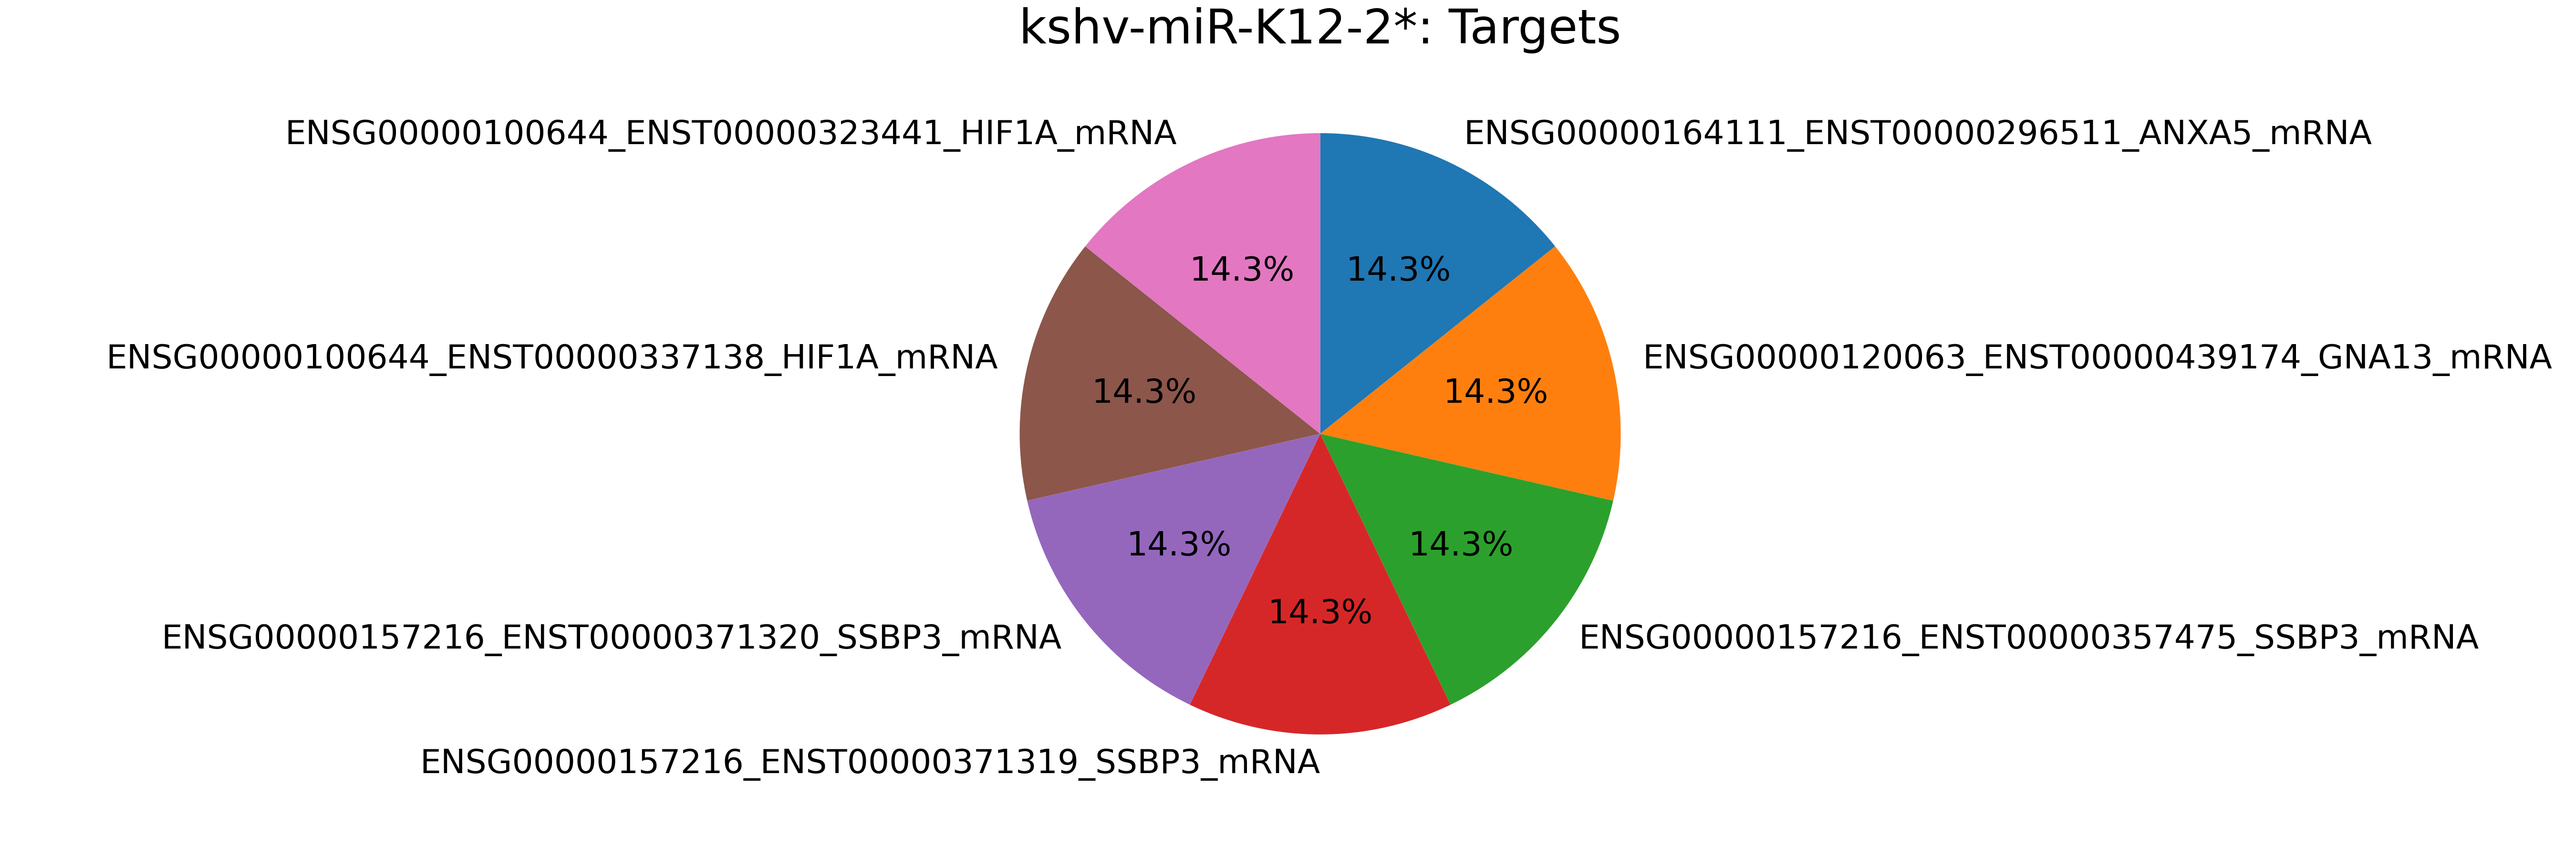 kshv-miR-K12-2*: Targets
ENSG00000100644_ENST00000323441_HIF1A_mRNA
ENSG00000164111_ENST00000296511_ANXA5_mRNA
14.3%
14.3%
ENSG00000100644_ENST00000337138_HIF1A_mRNA
ENSG00000120063_ENST00000439174_GNA13_mRNA
14.3%
14.3%
14.3%
14.3%
14.3%
ENSG00000157216_ENST00000371320_SSBP3_mRNA
ENSG00000157216_ENST00000357475_SSBP3_mRNA
ENSG00000157216_ENST00000371319_SSBP3_mRNA